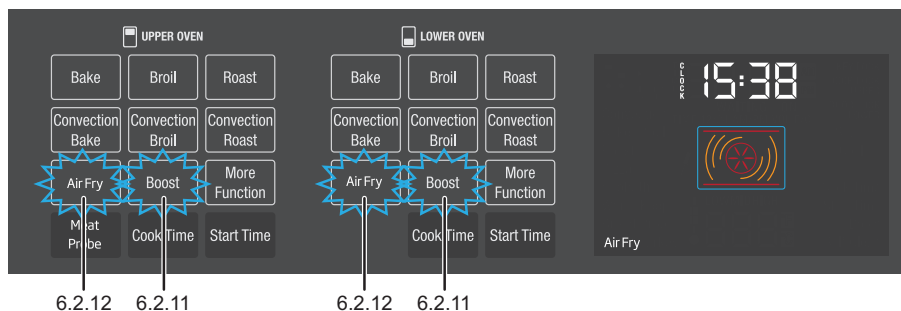 UPPER OVEN
LOWER OVEN
Bake
Broil
Roast
Bake
Broil
Roast
CLOCK
15:38
Convection
Bake
Convection
Broil
Convection
Roast
Convection
Bake
Convection
Broil
Convection
Roast
Air Fry
Boost
More
Function
Air Fry
Boost
More
Function
Meat
Probe
Cook Time
Start Time
Cook Time
Start Time
Air Fry
6.2.12
6.2.11
6.2.12
6.2.11